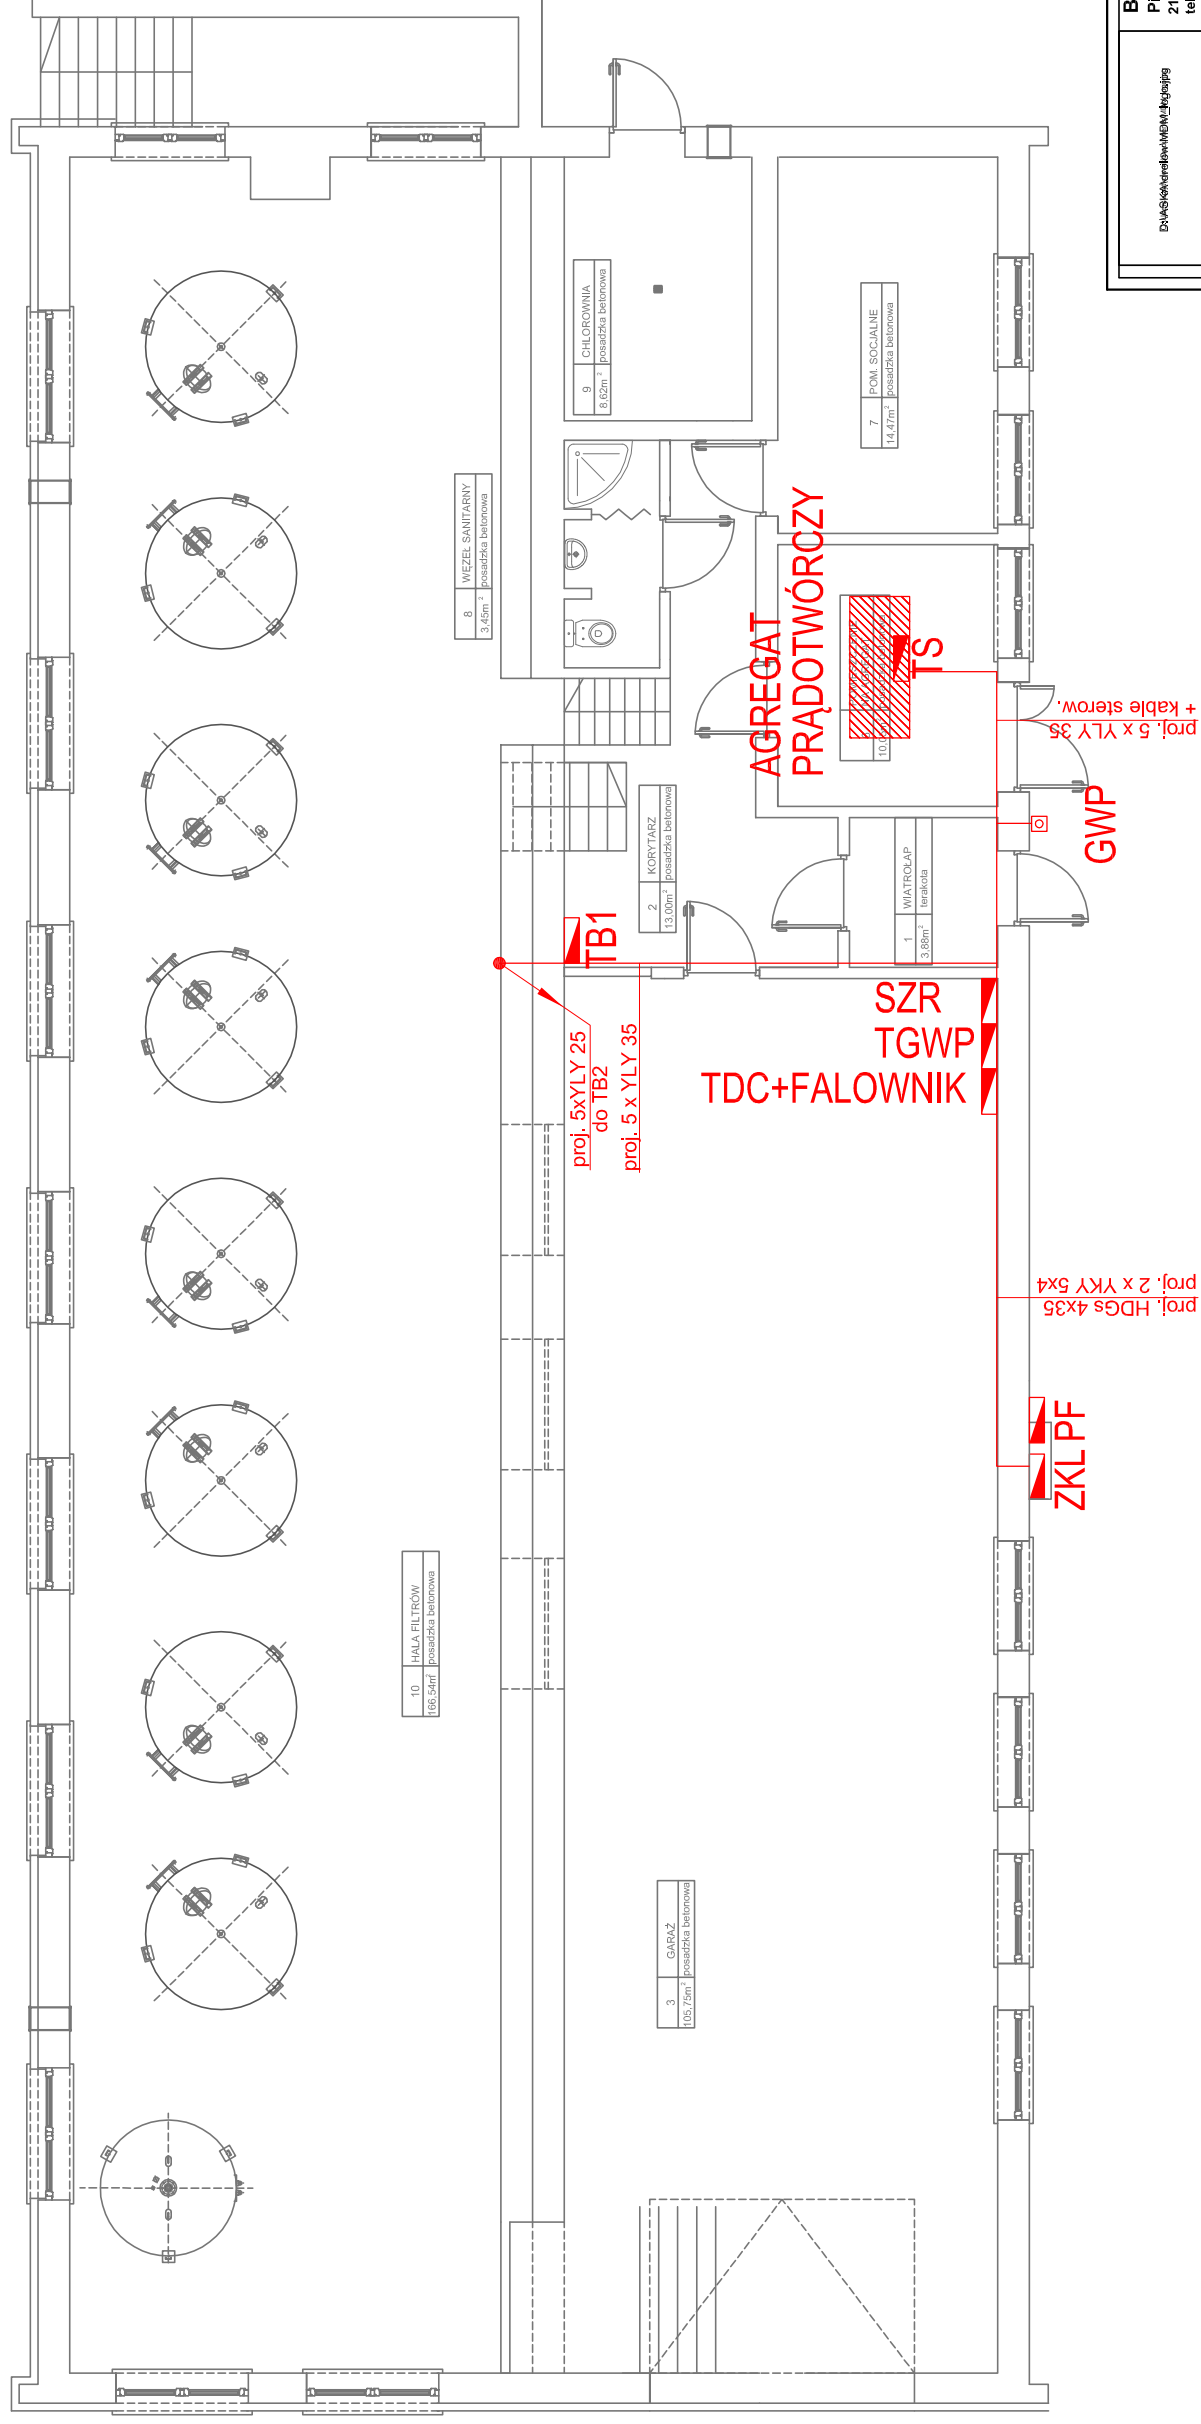 8 WĘZEŁ SANITARNY
3,45m² posadzka betonowa
9 CHLOROWNIA
8,62m² posadzka betonowa
7 POM. SOCJALNE
14,47m² posadzka betonowa
AGREGAT
PRĄDOTWÓRCZY
TS
2 KORYTARZ
13,00m² posadzka betonowa
1 WIATROŁAP
3,88m² terakota
TB1
proj. 5xYLY 25
do TB2
proj. 5 x YLY 35
SZR
TGWP
TDC+FALOWNIK
GWP
proj. 5 x YLY 35
+ kable sterow.
proj. HDGs 4x35
proj. 2 x YKY 5x4
ZKL PF
10 HALA FILTRÓW
166,54m² posadzka betonowa
3 GARAŻ
105,75m² posadzka betonowa
B
21